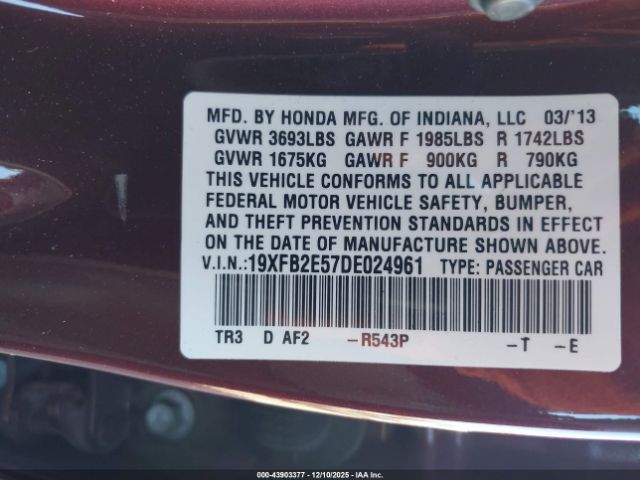 MFD. BY HONDA MFG. OF INDIANA, LLC 03/'13
GVWR 3693LBS GAWR F 1985LBS R 1742LBS
GVWR 1675KG GAWR F 900KG R 790KG
THIS VEHICLE CONFORMS TO ALL APPLICABLE
FEDERAL MOTOR VEHICLE SAFETY, BUMPER,
AND THEFT PREVENTION STANDARDS IN EFFECT
ON THE DATE OF MANUFACTURE SHOWN ABOVE.
V.I.N.:19XFB2E57DE024961 TYPE: PASSENGER CAR
TR3 D AF2 –R543P –T –E
000-43903377 – 12/10/2025 – IAAI.COM